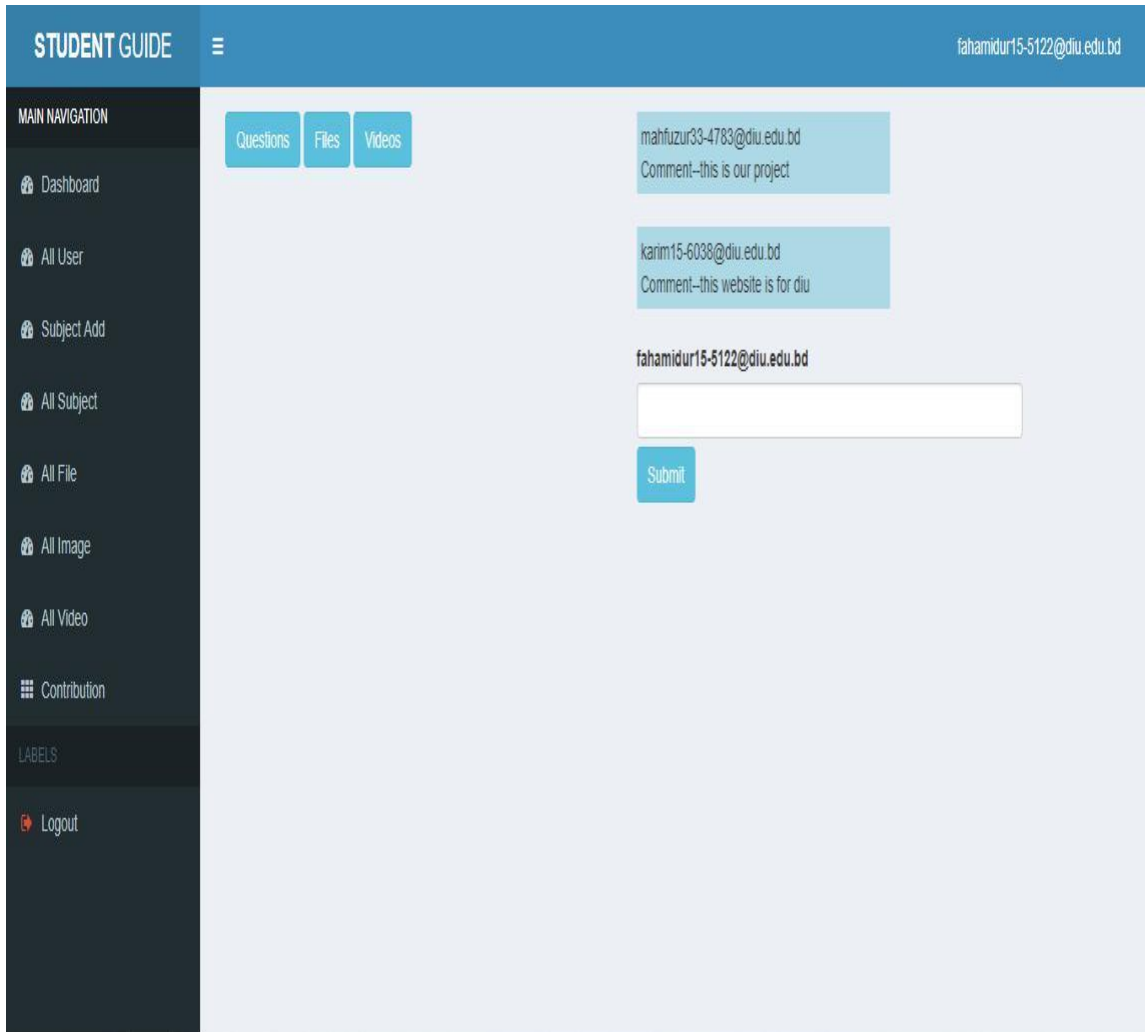 STUDENT GUIDE
fahamidur15-5122@diu.edu.bd
MAIN NAVIGATION
Dashboard
All User
Subject Add
All Subject
All File
All Image
All Video
Contribution
LABELS
Logout
Questions
Files
Videos
mahfuzur33-4783@diu.edu.bd
Comment--this is our project
karim15-6038@diu.edu.bd
Comment--this website is for diu
fahamidur15-5122@diu.edu.bd
Submit